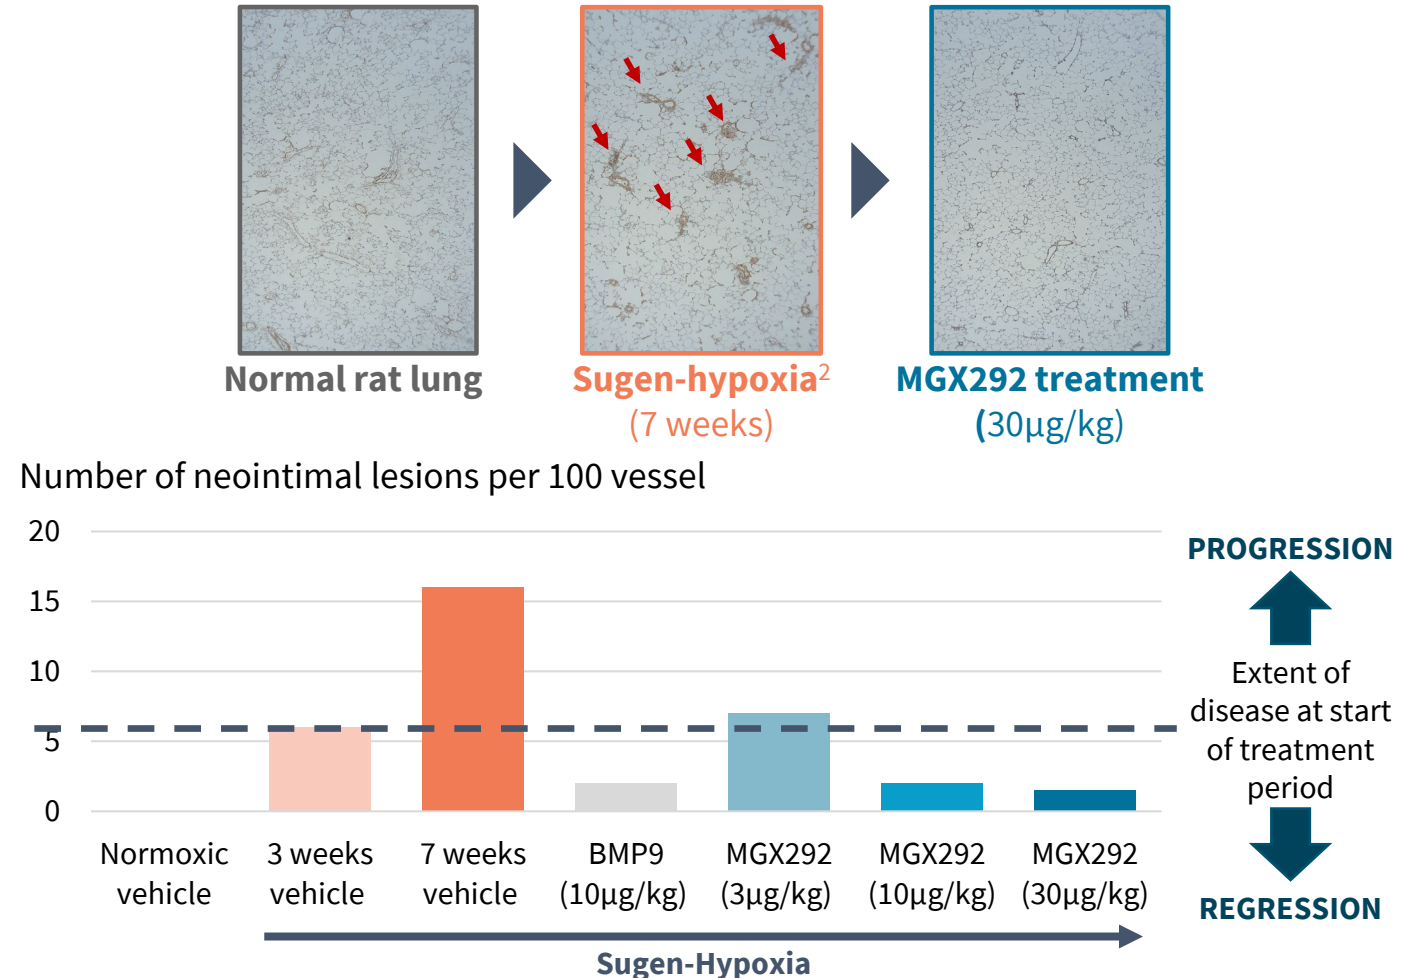 Normal rat lung
Sugen-hypoxia²
(7 weeks)
MGX292 treatment
(30µg/kg)
Number of neointimal lesions per 100 vessel
20
15
10
5
0
Normoxic
vehicle
3 weeks
vehicle
7 weeks
vehicle
BMP9
(10µg/kg)
MGX292
(3µg/kg)
MGX292
(10µg/kg)
MGX292
(30µg/kg)
Sugen-Hypoxia
PROGRESSION
Extent of
disease at start
of treatment
period
REGRESSION